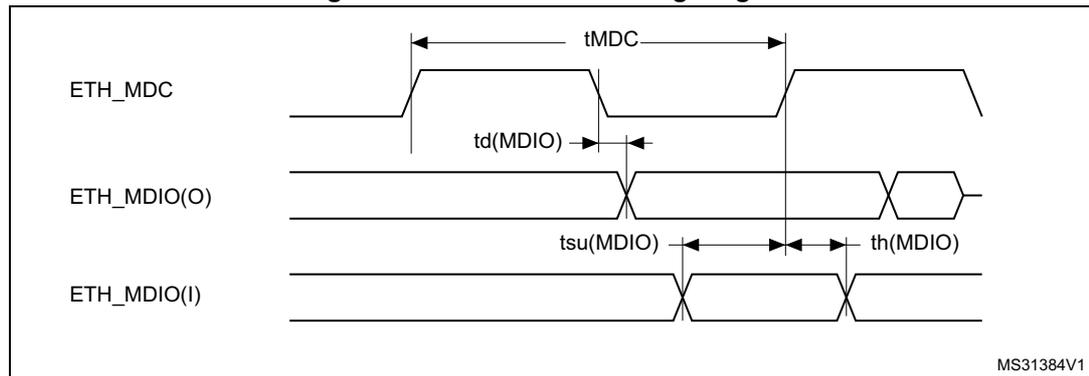 tMDC
ETH_MDC
td(MDIO)
ETH_MDIO(O)
tsu(MDIO) th(MDIO)
ETH_MDIO(I)
MS31384V1